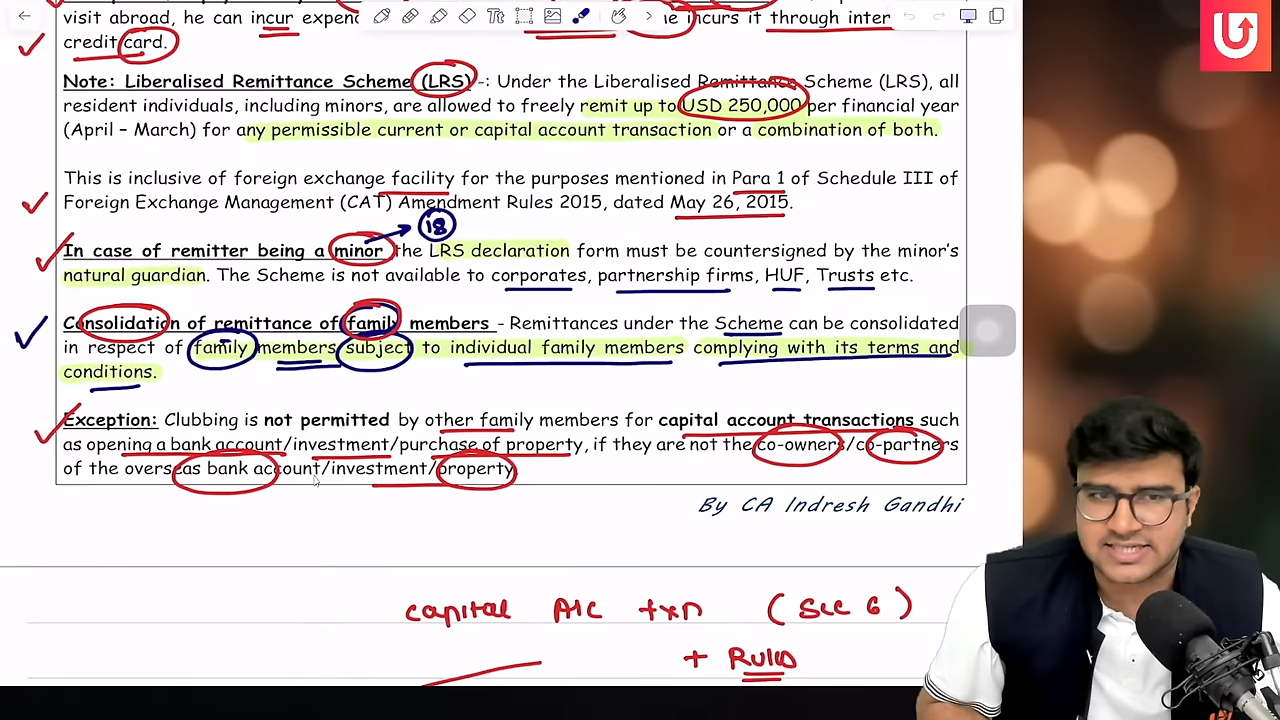 visit abroad, he can incur expend
e incurs it through inter
credit card.
Note: Liberalised Remittance Scheme (LRS) -: Under the Liberalised Remittance Scheme (LRS), all
resident individuals, including minors, are allowed to freely remit up to USD 250,000 per financial year
(April – March) for any permissible current or capital account transaction or a combination of both.
This is inclusive of foreign exchange facility for the purposes mentioned in Para 1 of Schedule III of
Foreign Exchange Management (CAT) Amendment Rules 2015, dated May 26, 2015.
18
In case of remitter being a minor the LRS declaration form must be countersigned by the minor's
natural guardian. The Scheme is not available to corporates, partnership firms, HUF, Trusts etc.
Consolidation of remittance of family members - Remittances under the Scheme can be consolidated
in respect of family members subject to individual family members complying with its terms and
conditions.
Exception: Clubbing is not permitted by other family members for capital account transactions such
as opening a bank account/investment/purchase of property, if they are not the co-owners/co-partners
of the overseas bank account/investment/property
By CA Indresh Gandhi
capital A/C txn (Sec 6)
+ Rules